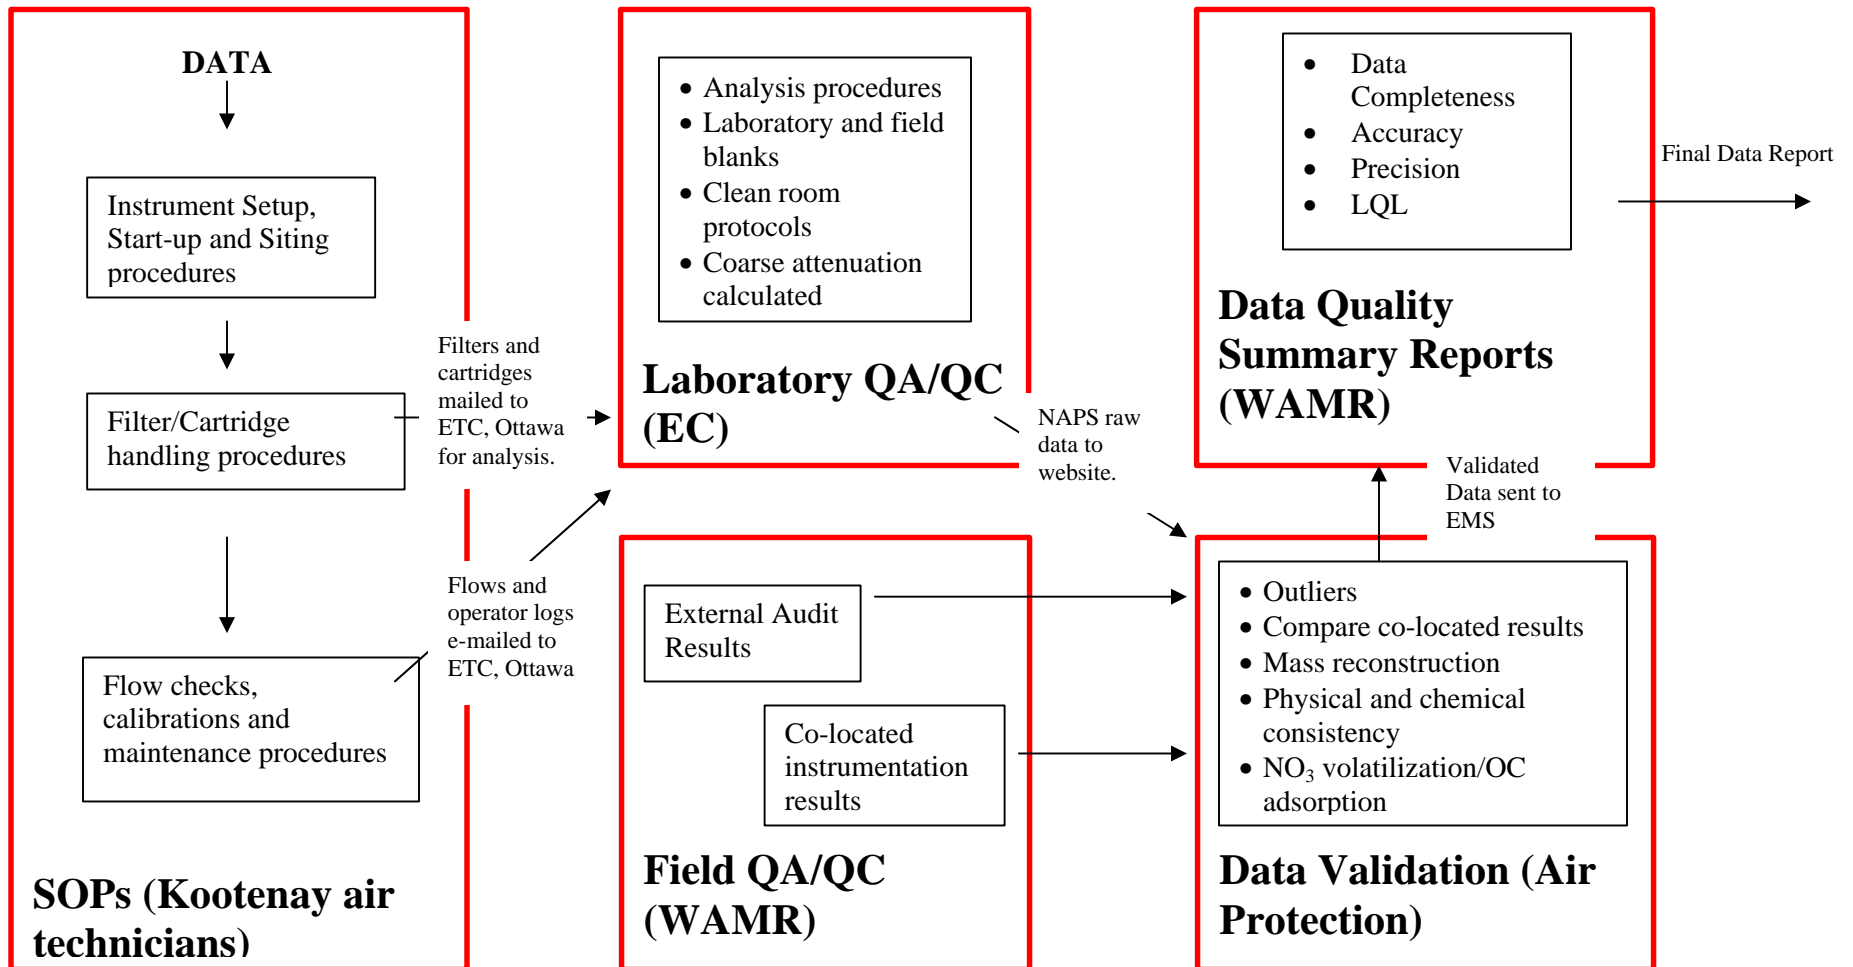 DATA
Instrument Setup,
Start-up and Siting
procedures
Filter/Cartridge
handling procedures
Flow checks,
calibrations and
maintenance procedures
SOPs (Kootenay air
technicians)
Filters and
cartridges
mailed to
ETC, Ottawa
for analysis.
Flows and
operator logs
e-mailed to
ETC, Ottawa
• Analysis procedures
• Laboratory and field
blanks
• Clean room
protocols
• Coarse attenuation
calculated
Laboratory QA/QC
(EC)
NAPS raw
data to
website.
External Audit
Results
Co-located
instrumentation
results
Field QA/QC
(WAMR)
• Outliers
• Compare co-located results
• Mass reconstruction
• Physical and chemical
consistency
• NO₃ volatilization/OC
adsorption
Data Validation (Air
Protection)
Validated
Data sent to
EMS
• Data
Completeness
• Accuracy
• Precision
• LQL
Data Quality
Summary Reports
(WAMR)
Final Data Report